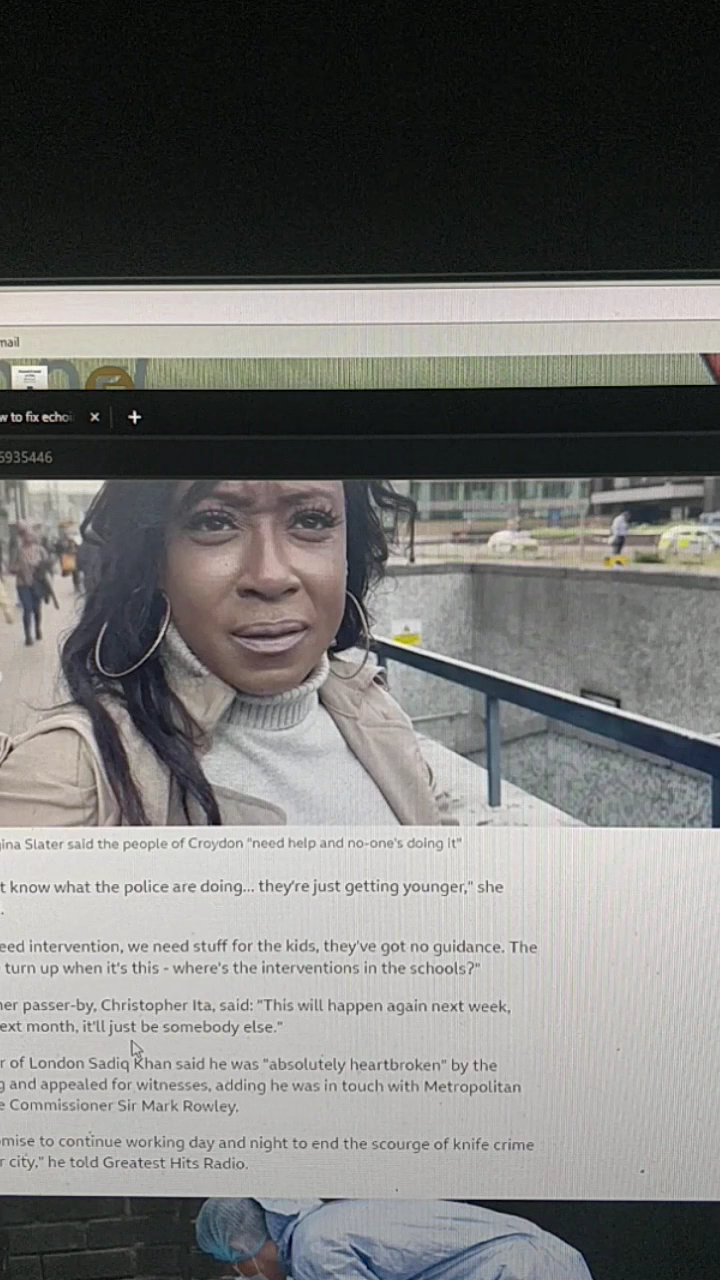 mail
w to fix echoi
5935446
gina Slater said the people of Croydon "need help and no-one's doing it"
t know what the police are doing... they're just getting younger," she
.
eed intervention, we need stuff for the kids, they've got no guidance. The
turn up when it's this - where's the interventions in the schools?"
her passer-by, Christopher Ita, said: "This will happen again next week,
ext month, it'll just be somebody else."
r of London Sadiq Khan said he was "absolutely heartbroken" by the
g and appealed for witnesses, adding he was in touch with Metropolitan
e Commissioner Sir Mark Rowley.
omise to continue working day and night to end the scourge of knife crime
r city," he told Greatest Hits Radio.